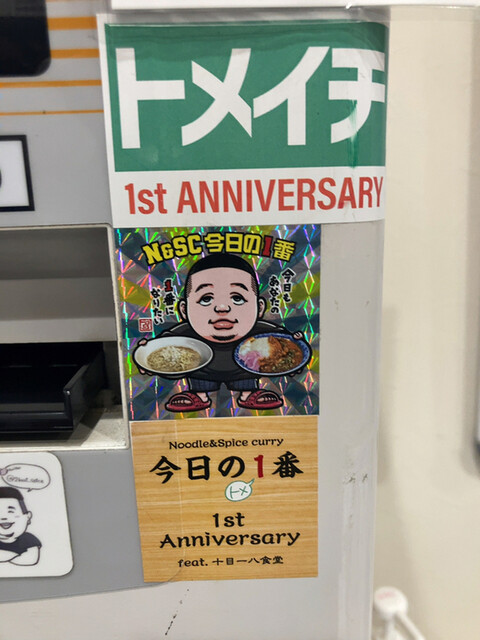 トメイチ
1st ANNIVERSARY
N&SC 今日の1番
今日も
あなたの
1番に
なりたい
Noodle&Spice curry
今日の1番
トメ
1st
Anniversary
feat. 十目一八食堂